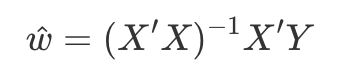 ŵ = (X′X)⁻¹X′Y